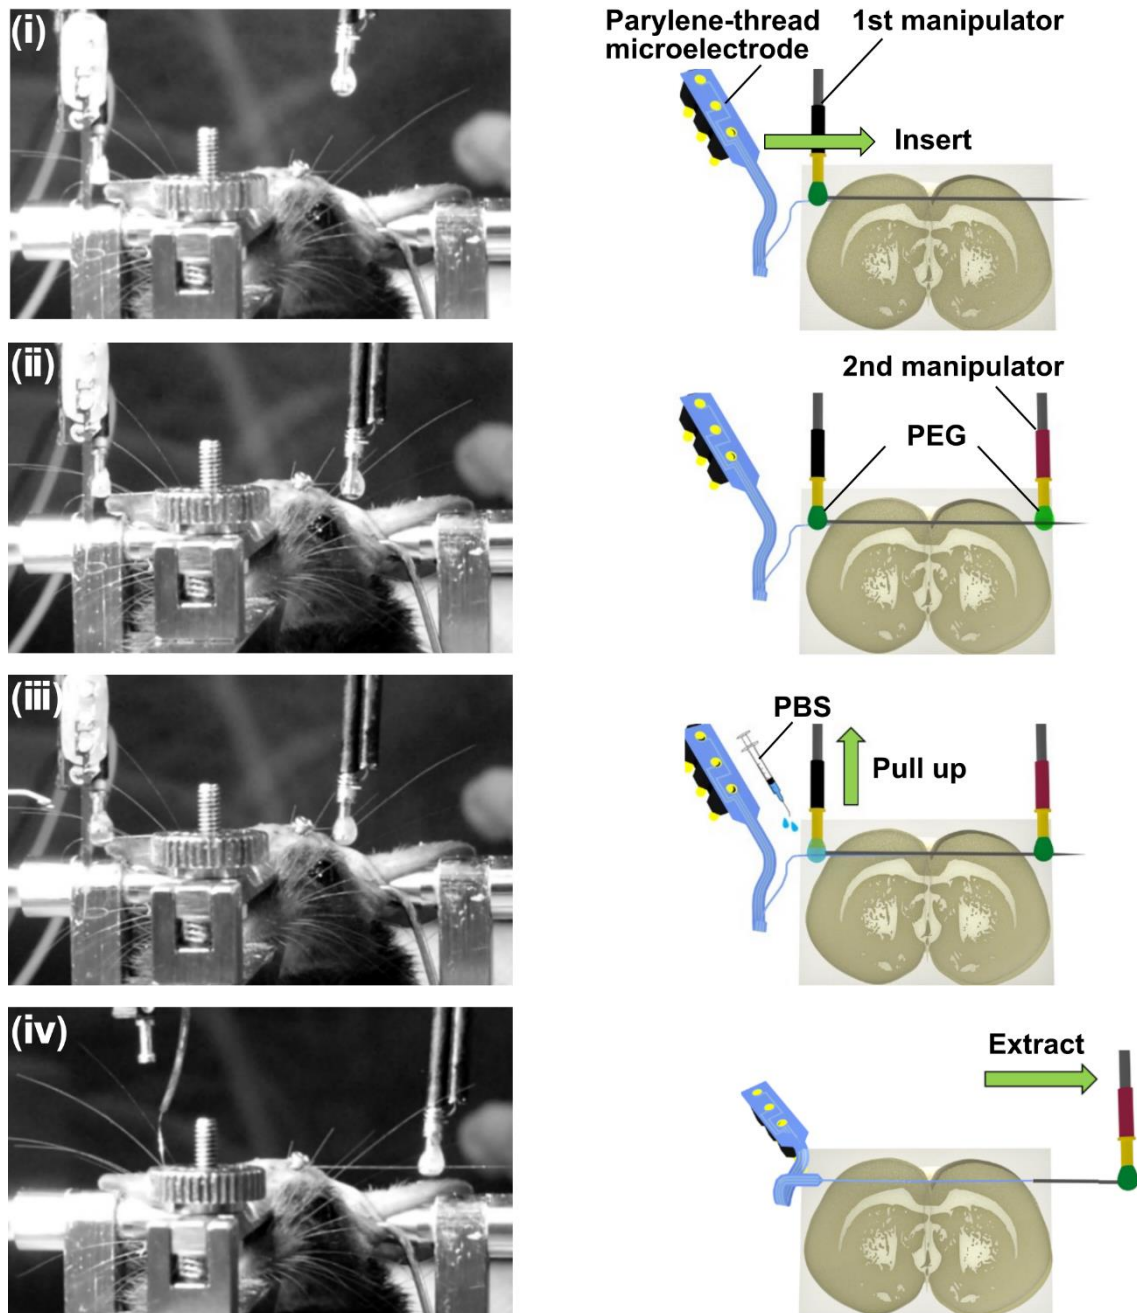 (i)
Parylene-thread
microelectrode
1st manipulator
Insert
(ii)
2nd manipulator
PEG
(iii)
PBS
Pull up
(iv)
Extract